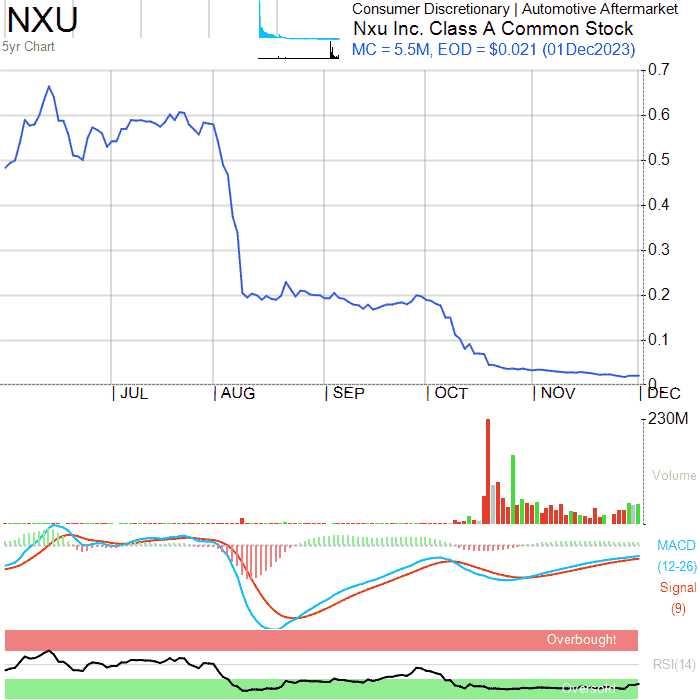 NXU
5yr Chart
Consumer Discretionary | Automotive Aftermarket
Nxu Inc. Class A Common Stock
MC = 5.5M, EOD = $0.021 (01Dec2023)
0.7
0.6
0.5
0.4
0.3
0.2
0.1
0
JUL AUG SEP OCT NOV DEC
230M
Volume
MACD
(12-26)
Signal
(9)
Overbought
RSI(14)
Oversold